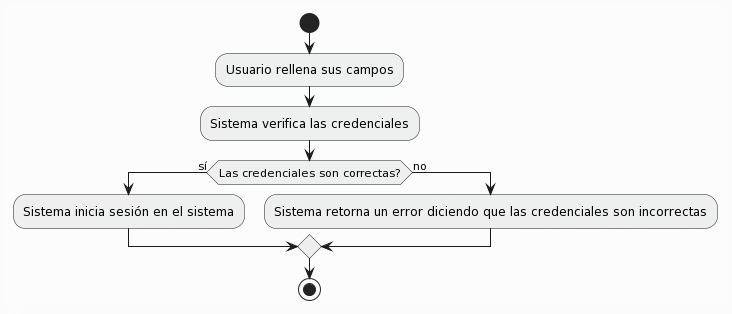 Usuario rellena sus campos
Sistema verifica las credenciales
sí
Las credenciales son correctas?
no
Sistema inicia sesión en el sistema
Sistema retorna un error diciendo que las credenciales son incorrectas